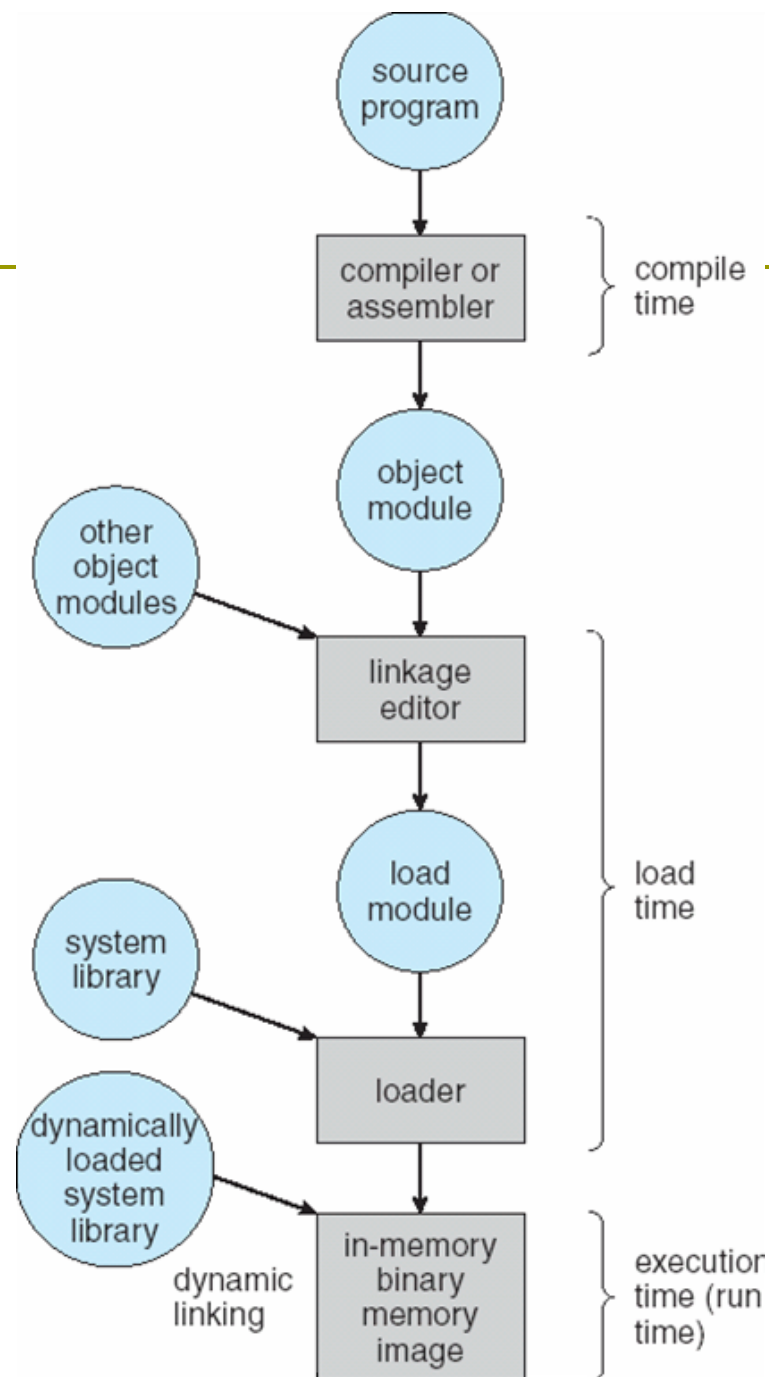 source
program
compiler or
assembler
compile
time
object
module
other
object
modules
linkage
editor
load
module
load
time
system
library
loader
dynamically
loaded
system
library
dynamic
linking
in-memory
binary
memory
image
execution
time (run
time)